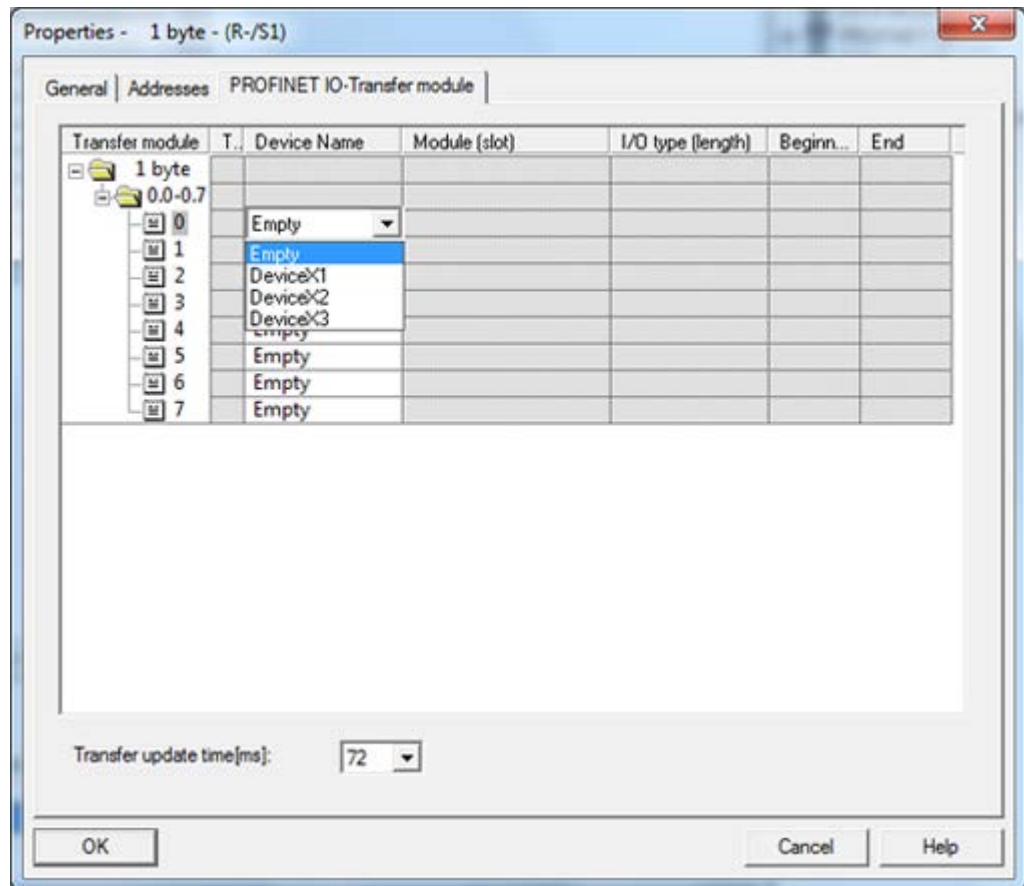 Properties - 1 byte - (R-/S1)
General Addresses PROFINET IO-Transfer module
Transfer module T.. Device Name Module (slot) I/O type (length) Beginn... End
1 byte
0.0-0.7
0 Empty
1 Empty
2 DeviceX1
DeviceX2
3 DeviceX3
4 Empty
5 Empty
6 Empty
7 Empty
Transfer update time[ms]: 72
OK Cancel Help